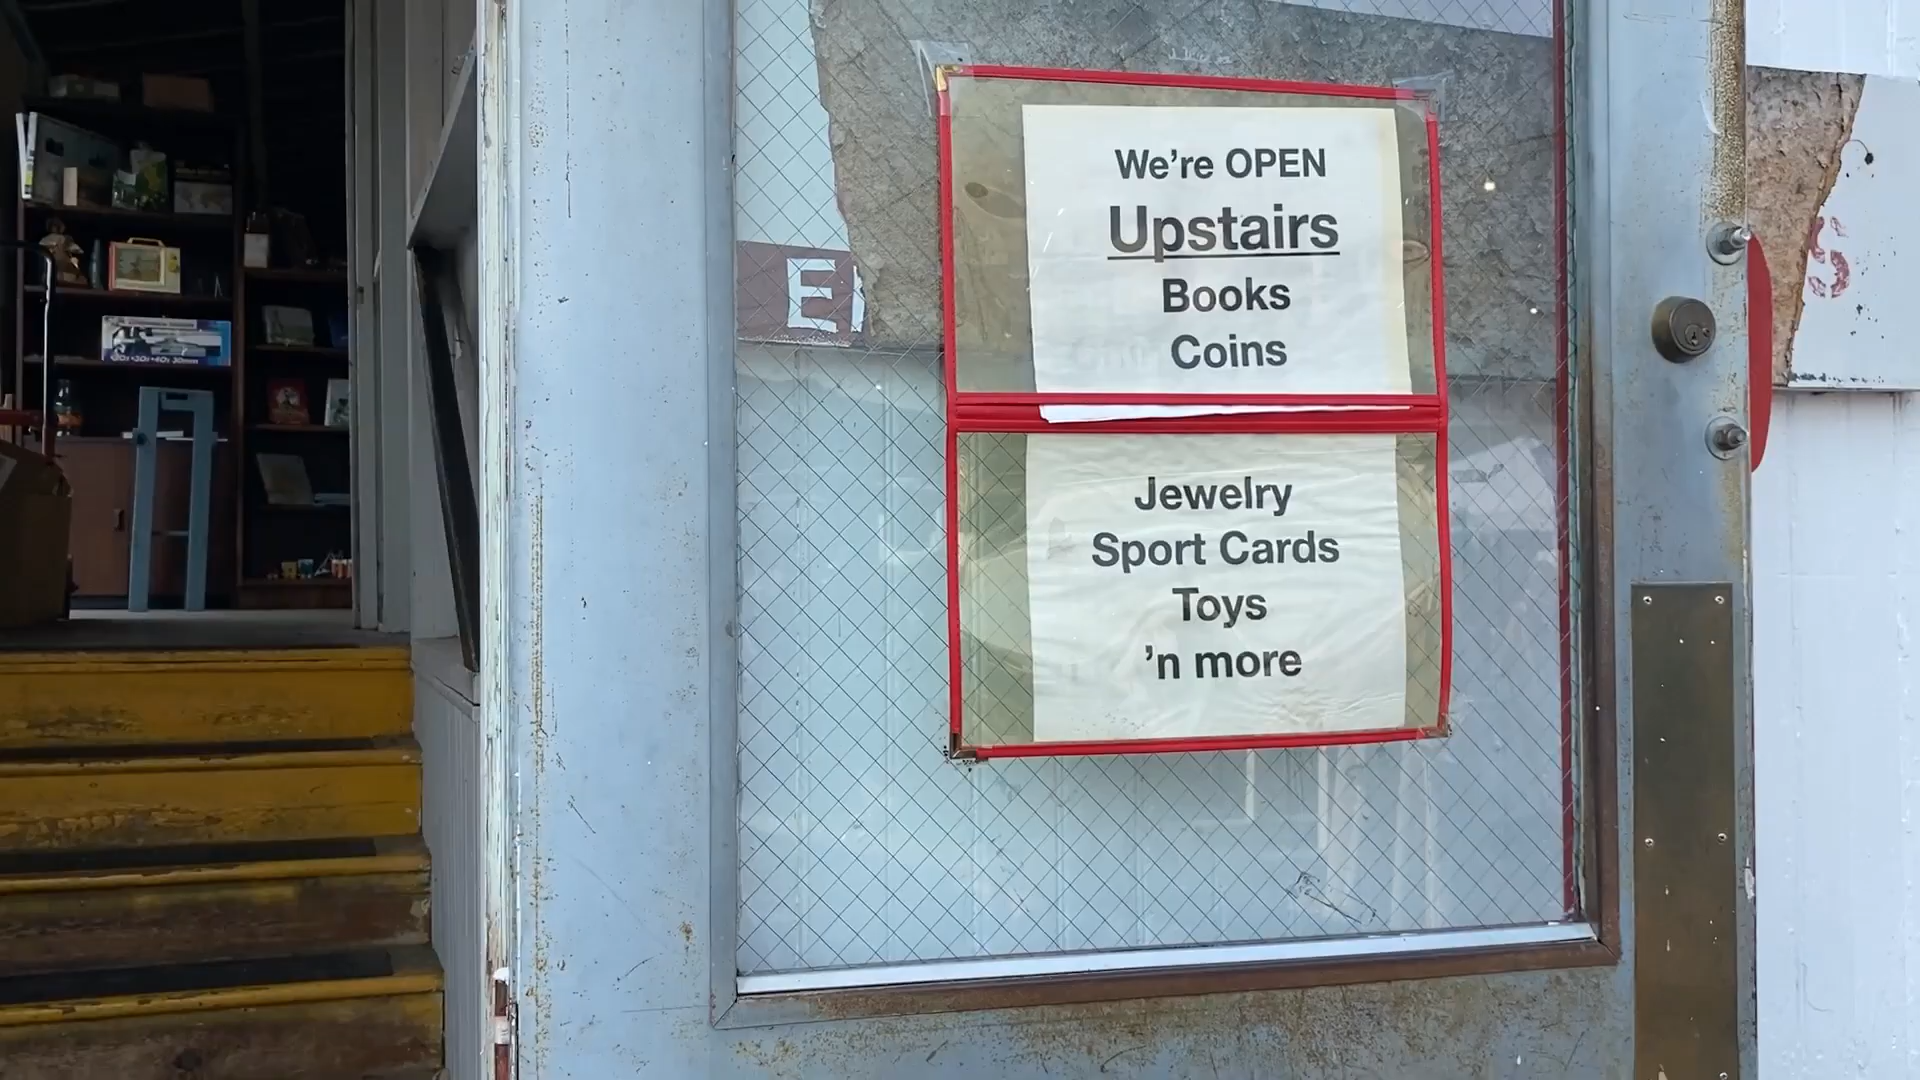 We're OPEN
Upstairs
Books
Coins
Jewelry
Sport Cards
Toys
'n more
E
S